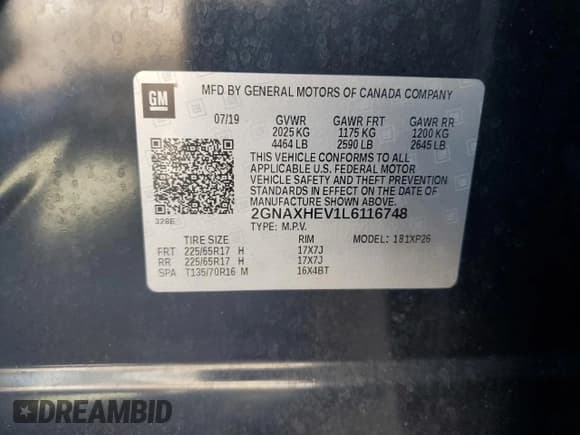 GM
MFD BY GENERAL MOTORS OF CANADA COMPANY
07/19 GVWR GAWR FRT GAWR RR
2025 KG 1175 KG 1200 KG
4464 LB 2590 LB 2645 LB
THIS VEHICLE CONFORMS TO ALL
APPLICABLE U.S. FEDERAL MOTOR
VEHICLE SAFETY AND THEFT PREVENTION
STANDARDS IN EFFECT ON THE DATE OF
MANUFACTURE SHOWN ABOVE.
328E 2GNAXHEV1L6116748
TYPE: M.P.V. MODEL: 181XP26
TIRE SIZE RIM
FRT 225/65R17 H 17X7J
RR 225/65R17 H 17X7J
SPA T135/70R16 M 16X4BT
DREAMBID